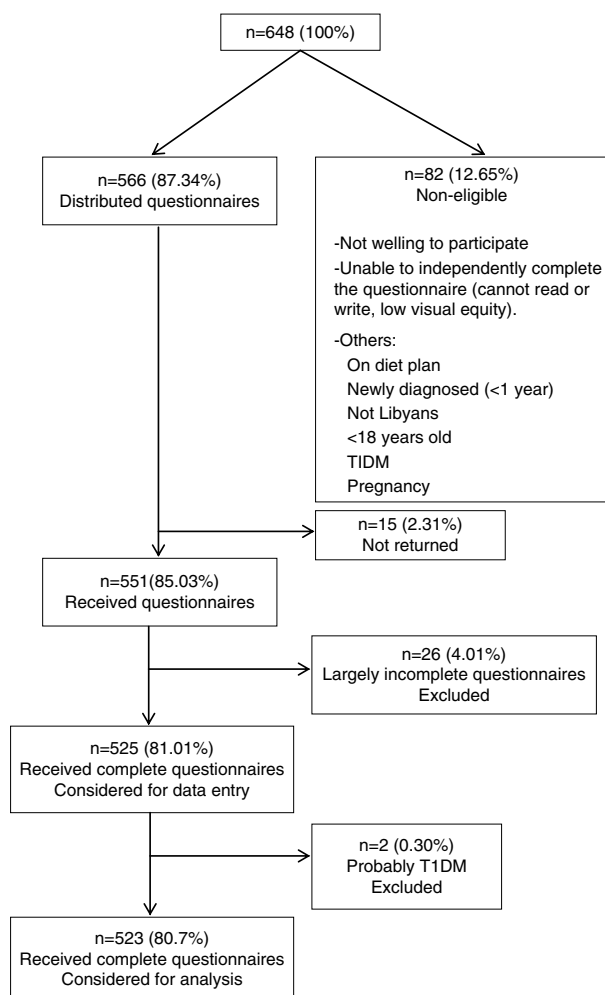 n=648 (100%)
n=566 (87.34%)
Distributed questionnaires
n=82 (12.65%)
Non-eligible
-Not welling to participate
-Unable to independently complete
the questionnaire (cannot read or
write, low visual equity).
-Others:
On diet plan
Newly diagnosed (<1 year)
Not Libyans
<18 years old
TIDM
Pregnancy
n=15 (2.31%)
Not returned
n=551(85.03%)
Received questionnaires
n=26 (4.01%)
Largely incomplete questionnaires
Excluded
n=525 (81.01%)
Received complete questionnaires
Considered for data entry
n=2 (0.30%)
Probably T1DM
Excluded
n=523 (80.7%)
Received complete questionnaires
Considered for analysis